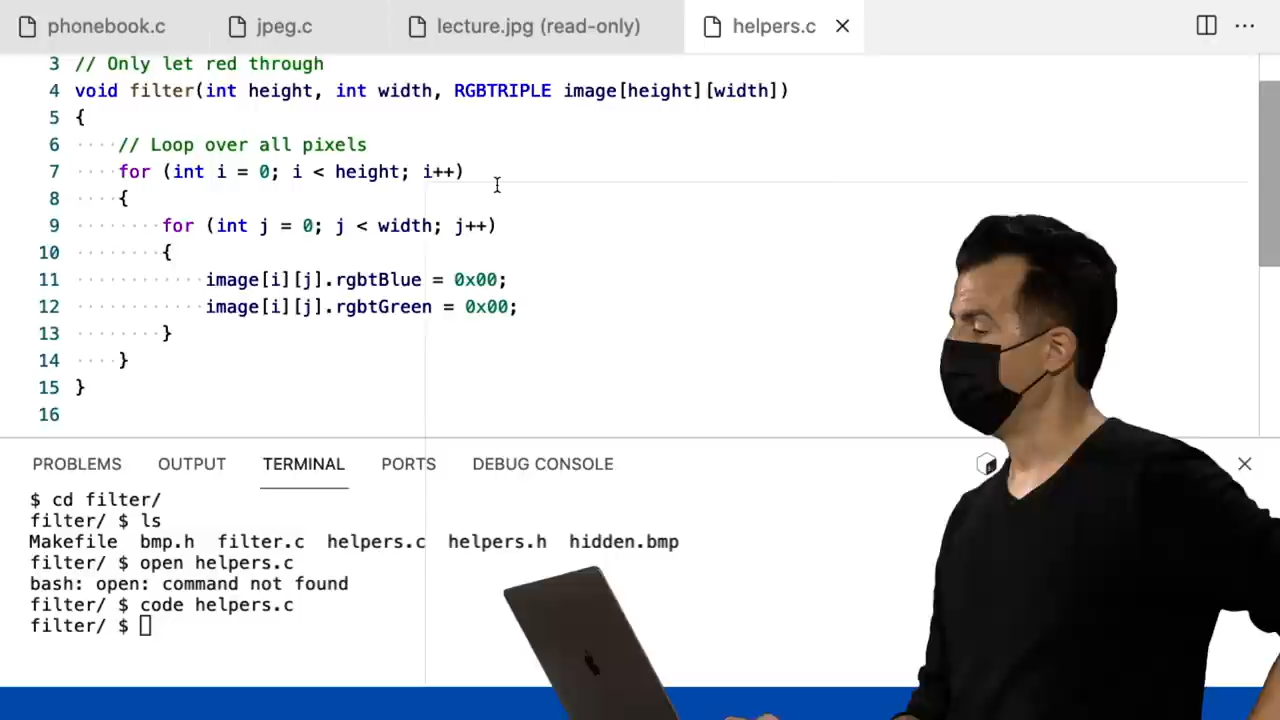 phonebook.c
jpeg.c
lecture.jpg (read-only)
helpers.c
3 // Only let red through
4 void filter(int height, int width, RGBTRIPLE image[height][width])
5 {
6 // Loop over all pixels
7 for (int i = 0; i < height; i++)
8 {
9 for (int j = 0; j < width; j++)
10 {
11 image[i][j].rgbtBlue = 0x00;
12 image[i][j].rgbtGreen = 0x00;
13 }
14 }
15 }
16
PROBLEMS OUTPUT TERMINAL PORTS DEBUG CONSOLE
$ cd filter/
filter/ $ ls
Makefile bmp.h filter.c helpers.c helpers.h hidden.bmp
filter/ $ open helpers.c
bash: open: command not found
filter/ $ code helpers.c
filter/ $